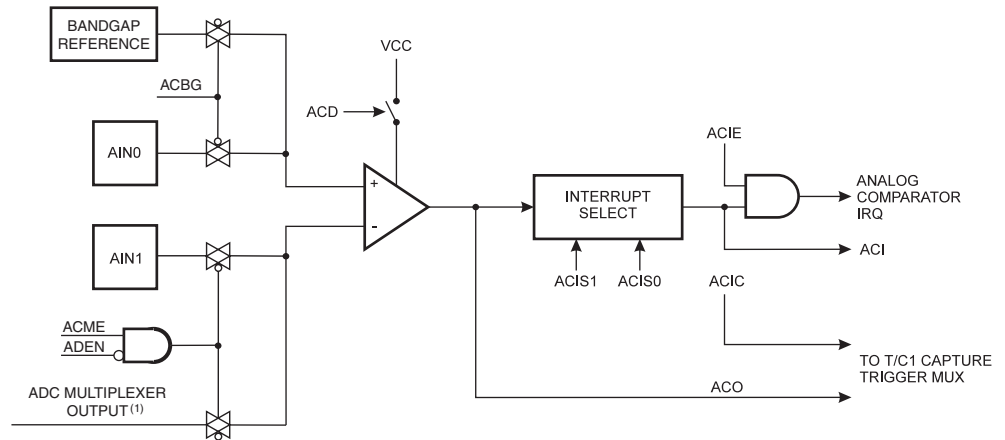 BANDGAP
REFERENCE
ACBG
AIN0
AIN1
ACME
ADEN
ADC MULTIPLEXER
OUTPUT (1)
VCC
ACD
+
-
INTERRUPT
SELECT
ACIS1 ACIS0
ACIE
ANALOG
COMPARATOR
IRQ
ACI
ACIC
TO T/C1 CAPTURE
TRIGGER MUX
ACO